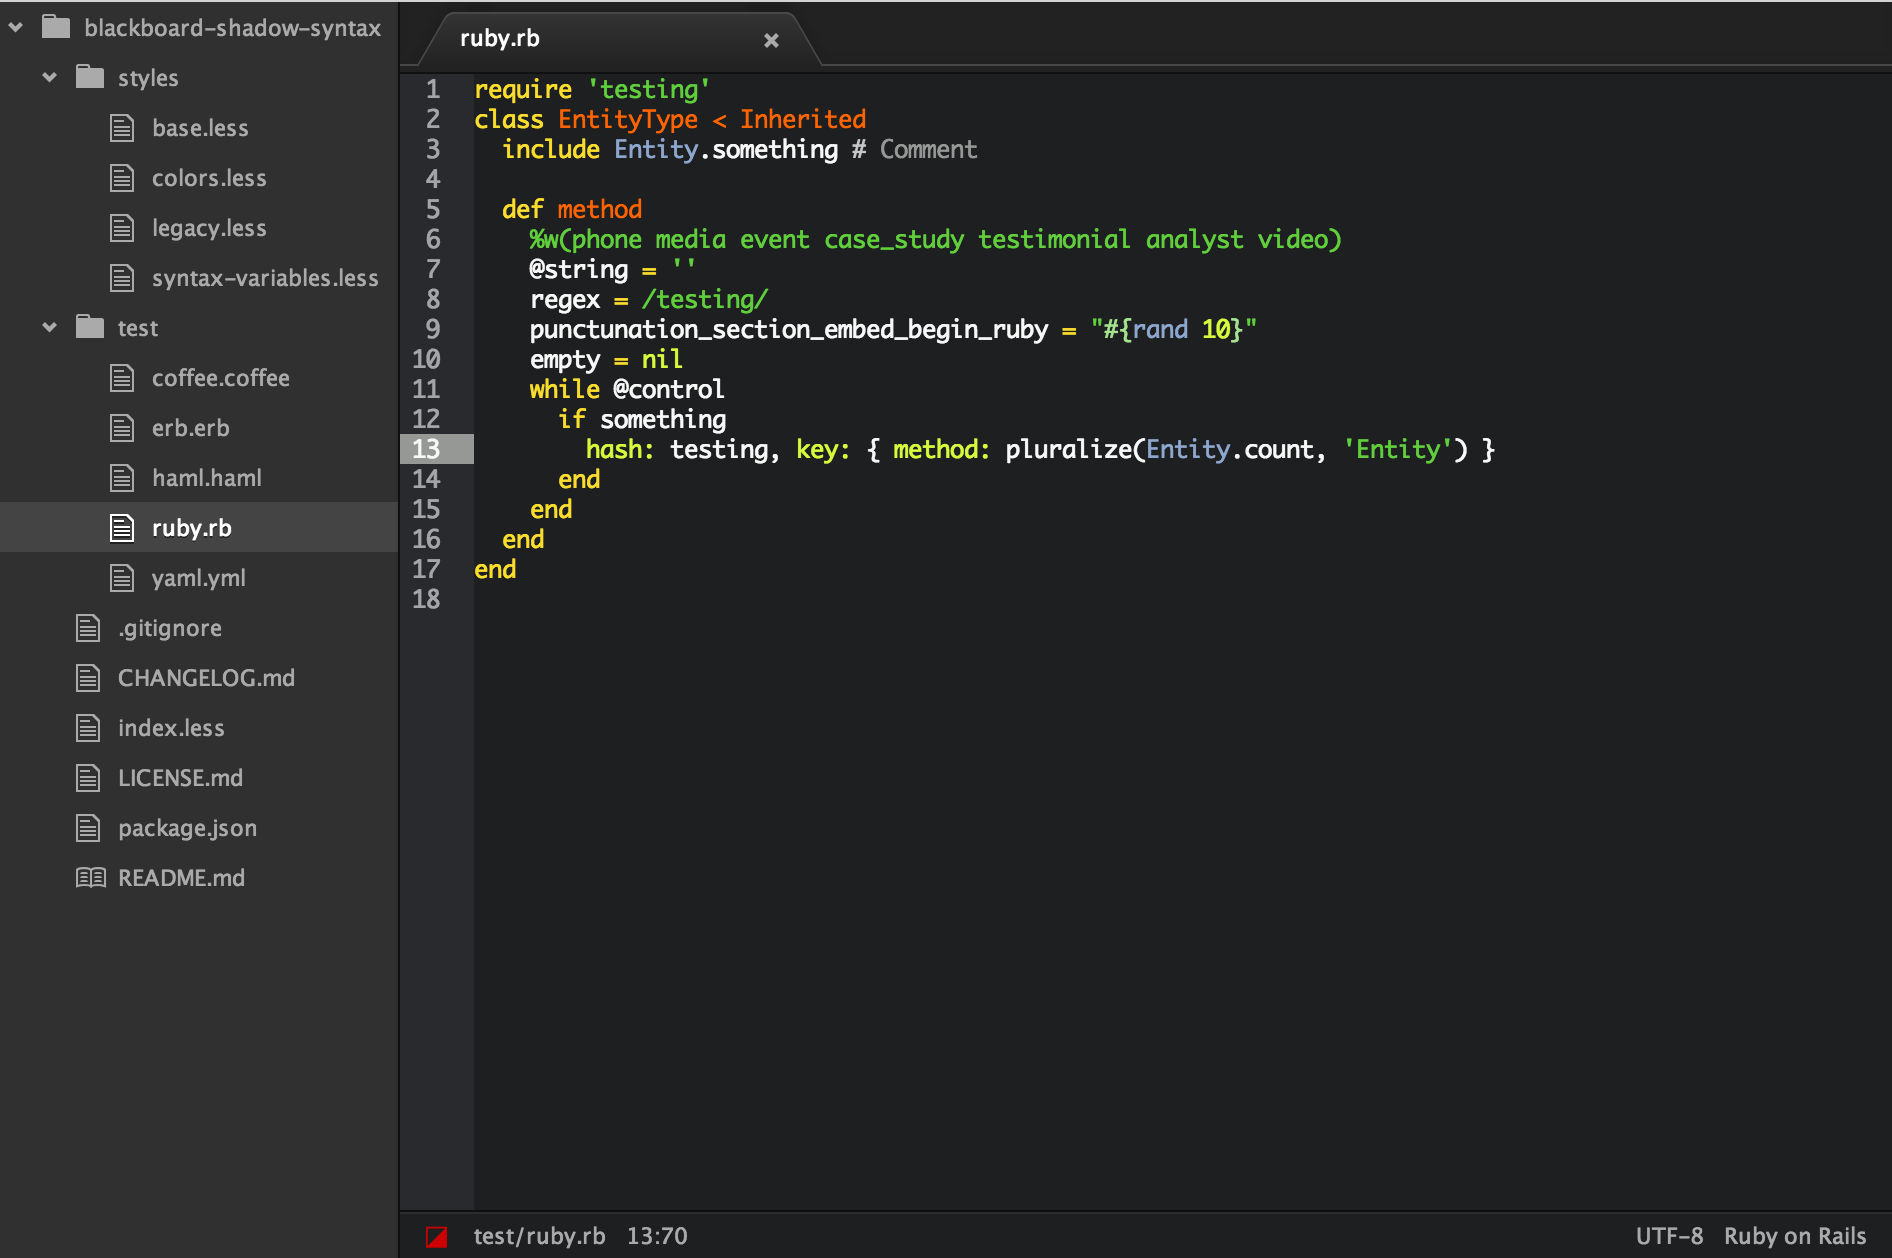 blackboard-shadow-syntax
styles
base.less
colors.less
legacy.less
syntax-variables.less
test
coffee.coffee
erb.erb
haml.haml
ruby.rb
yaml.yml
.gitignore
CHANGELOG.md
index.less
LICENSE.md
package.json
README.md
ruby.rb
1 require 'testing'
2 class EntityType < Inherited
3   include Entity.something # Comment
4
5   def method
6     %w(phone media event case_study testimonial analyst video)
7     @string = ''
8     regex = /testing/
9     punctunation_section_embed_begin_ruby = "#{rand 10}"
10     empty = nil
11     while @control
12       if something
13         hash: testing, key: { method: pluralize(Entity.count, 'Entity') }
14       end
15     end
16   end
17 end
18
test/ruby.rb 13:70 UTF-8 Ruby on Rails